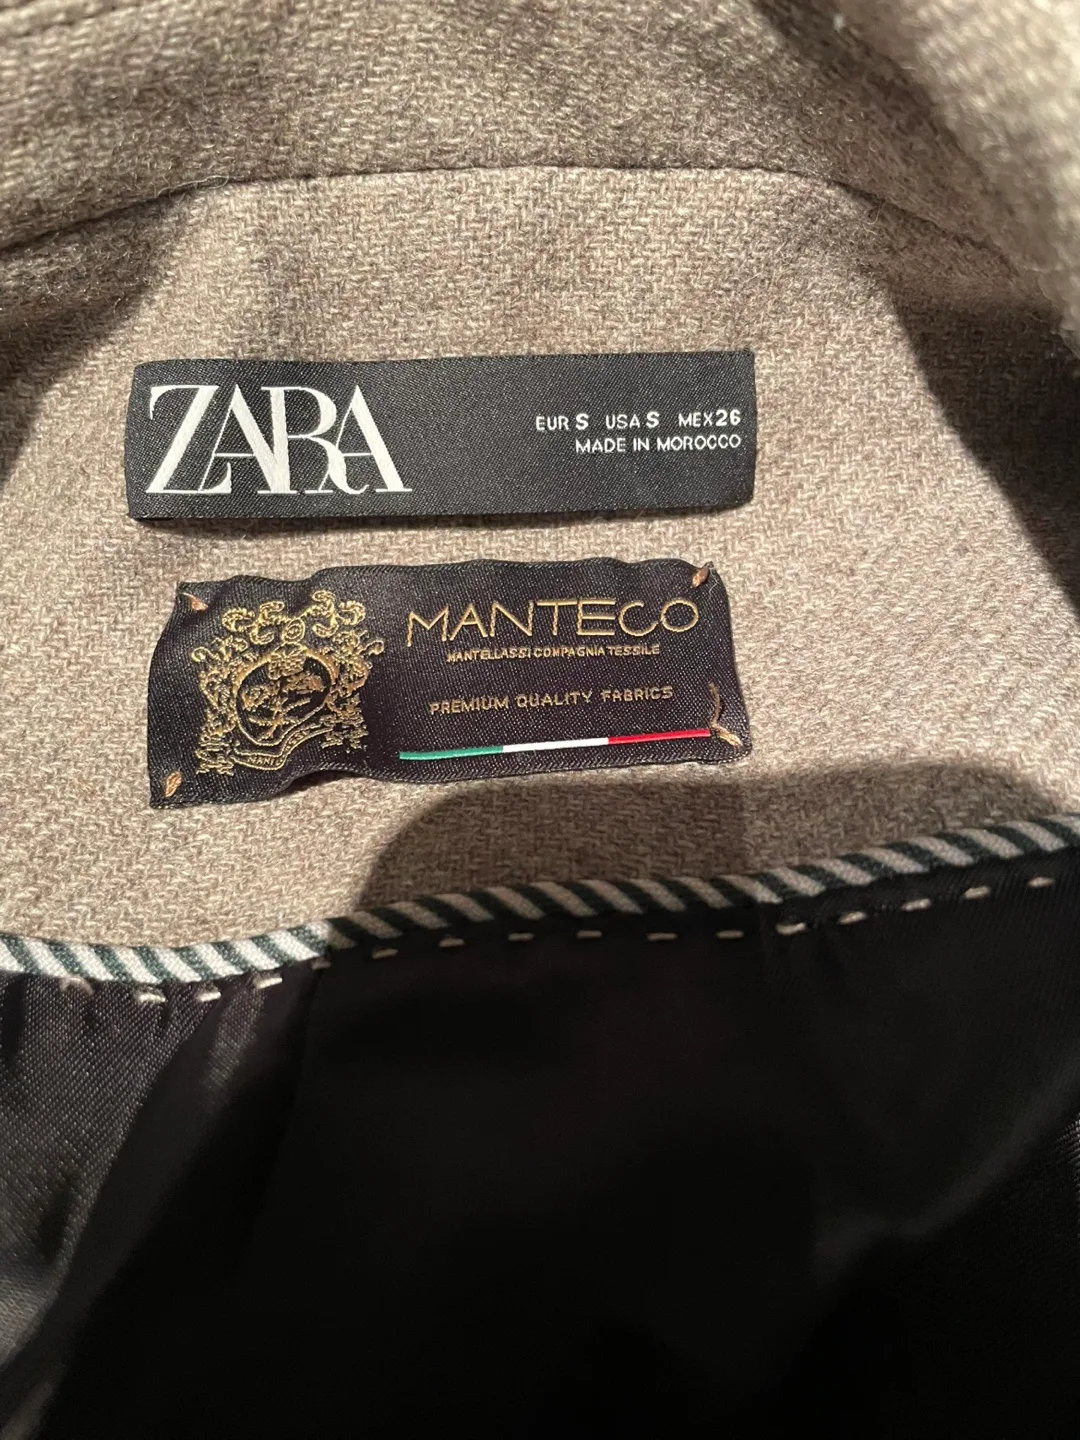 ZARA
EUR S USA S MEX 26
MADE IN MOROCCO
MANTECO
MANTELLASSI COMPAGNIA TESSILE
PREMIUM QUALITY FABRICS